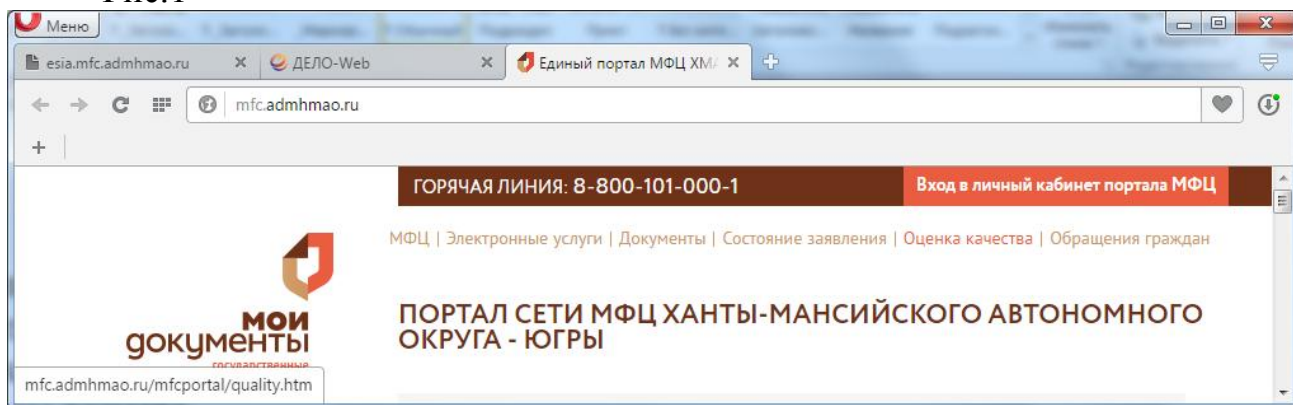 Меню
esia.mfc.admhmao.ru
ДЕЛО-Web
Единый портал МФЦ ХМА
mfc.admhmao.ru
ГОРЯЧАЯ ЛИНИЯ: 8-800-101-000-1
Вход в личный кабинет портала МФЦ
МФЦ | Электронные услуги | Документы | Состояние заявления | Оценка качества | Обращения граждан
мои
документы
государственные
ПОРТАЛ СЕТИ МФЦ ХАНТЫ-МАНСИЙСКОГО АВТОНОМНОГО
ОКРУГА - ЮГРЫ
mfc.admhmao.ru/mfcportal/quality.htm